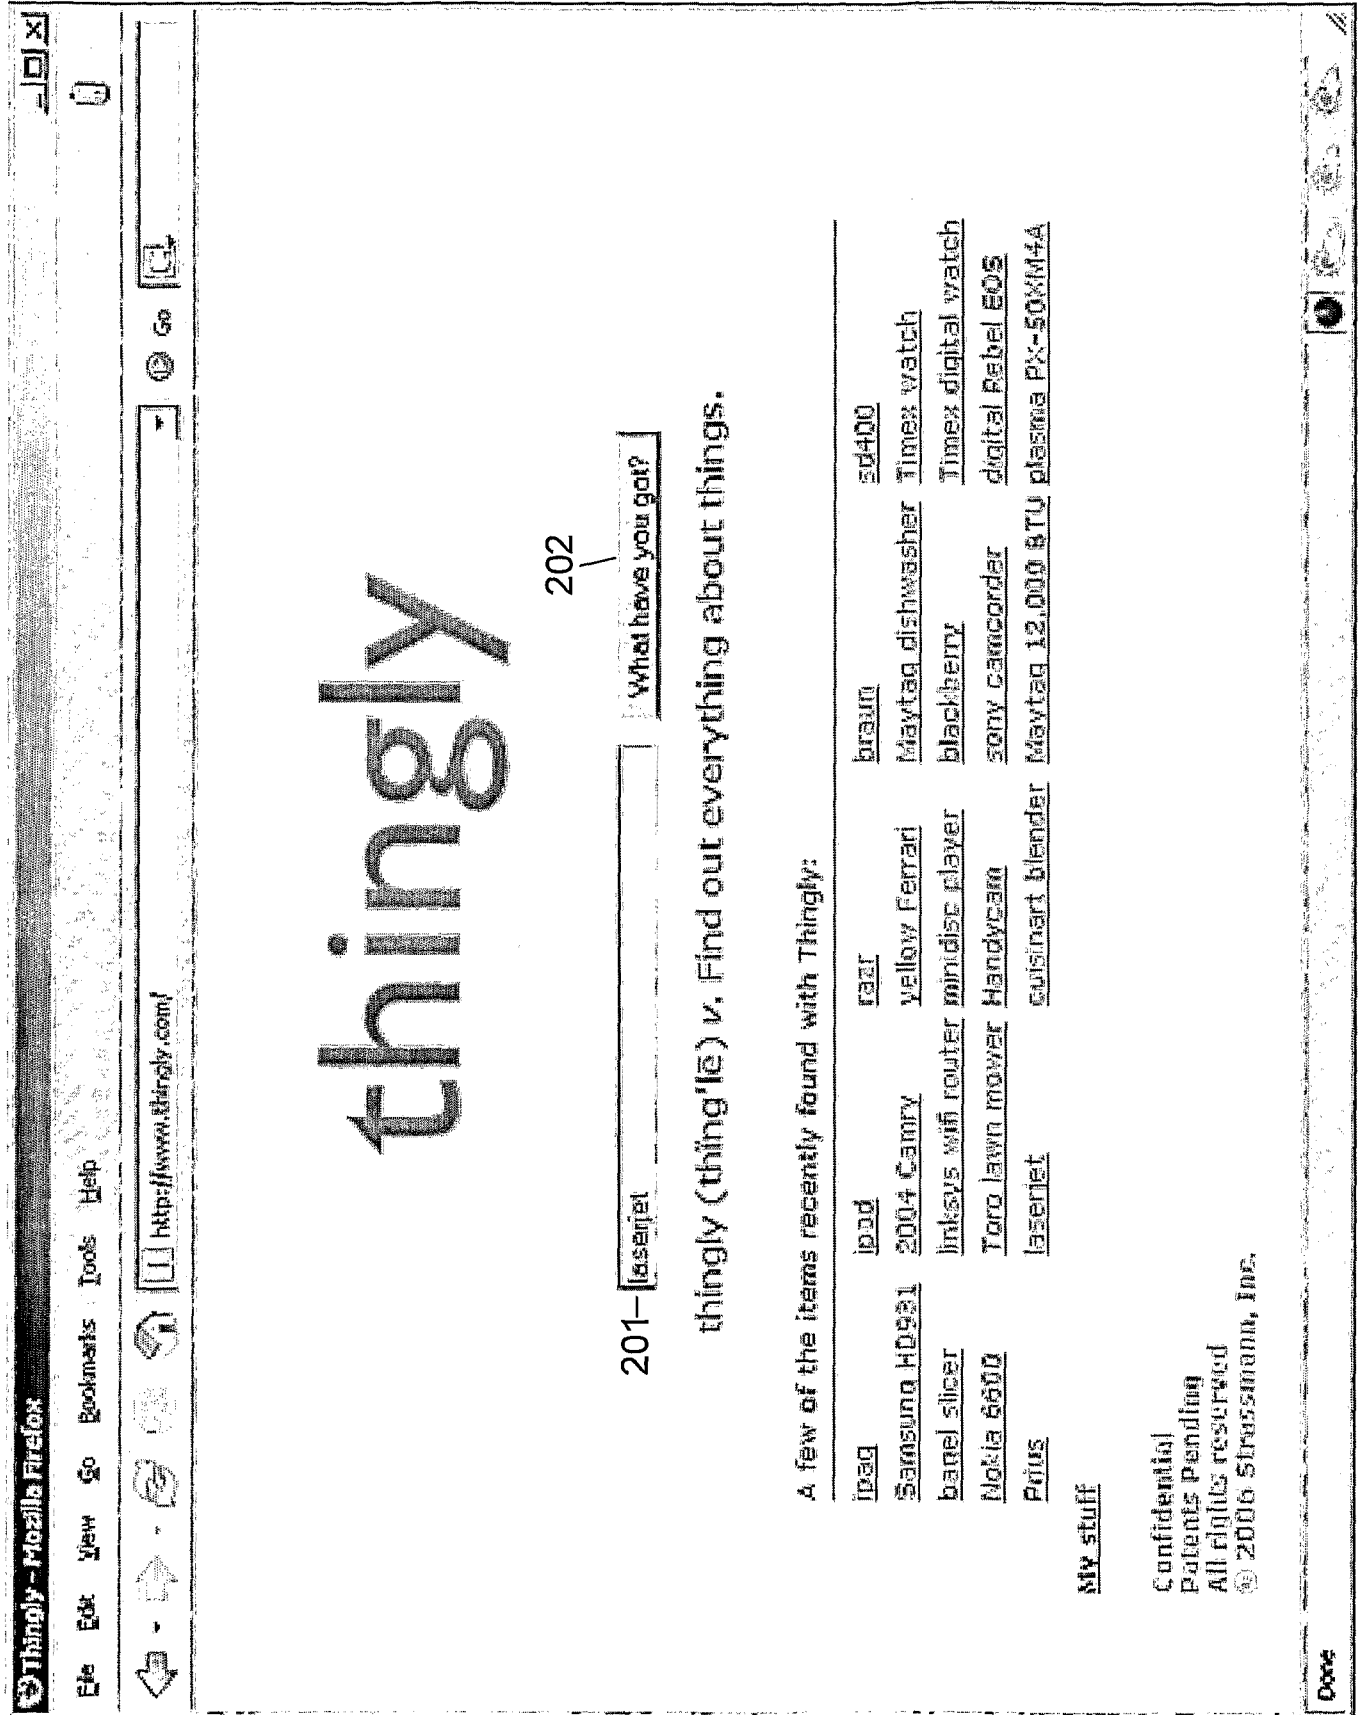 Thingly - Mozilla Firefox
File Edit View Go Bookmarks Tools Help
http://www.thingly.com/ Go
thingly
202
201 laserjet What have you got?
thingly (thing'lē) v. Find out everything about things.
A few of the items recently found with Thingly:
ipaq ipod razr braun sd400
Samsung HD931 2004 Camry yellow Ferrari Maytag dishwasher Timex watch
bagel slicer linksys wifi router minidisc player blackberry Timex digital watch
Nokia 6600 Toro lawn mower Handycam sony camcorder digital Rebel EOS
Prius laserjet cuisinart blender Maytag 12,000 BTU plasma PX-50XM4A
My stuff
Confidential
Patents Pending
All rights reserved
© 2006 Strassmann, Inc.
Done